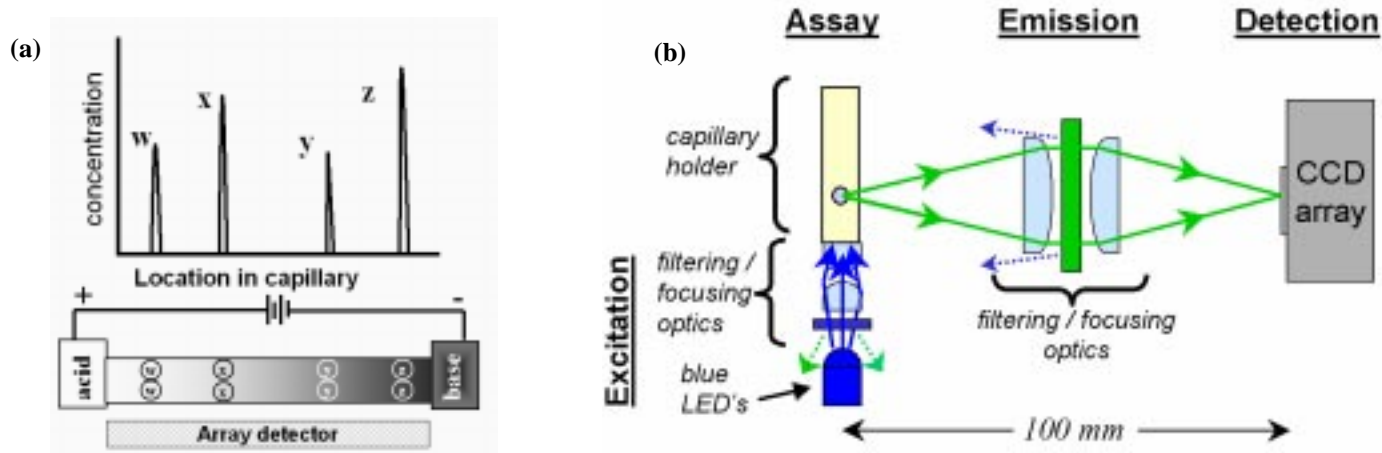 (a)
concentration
w
x
y
z
Location in capillary
+
-
acid
base
Array detector
(b)
Assay
Emission
Detection
capillary
holder
filtering /
focusing
optics
Excitation
blue
LED's
filtering / focusing
optics
CCD
array
100 mm